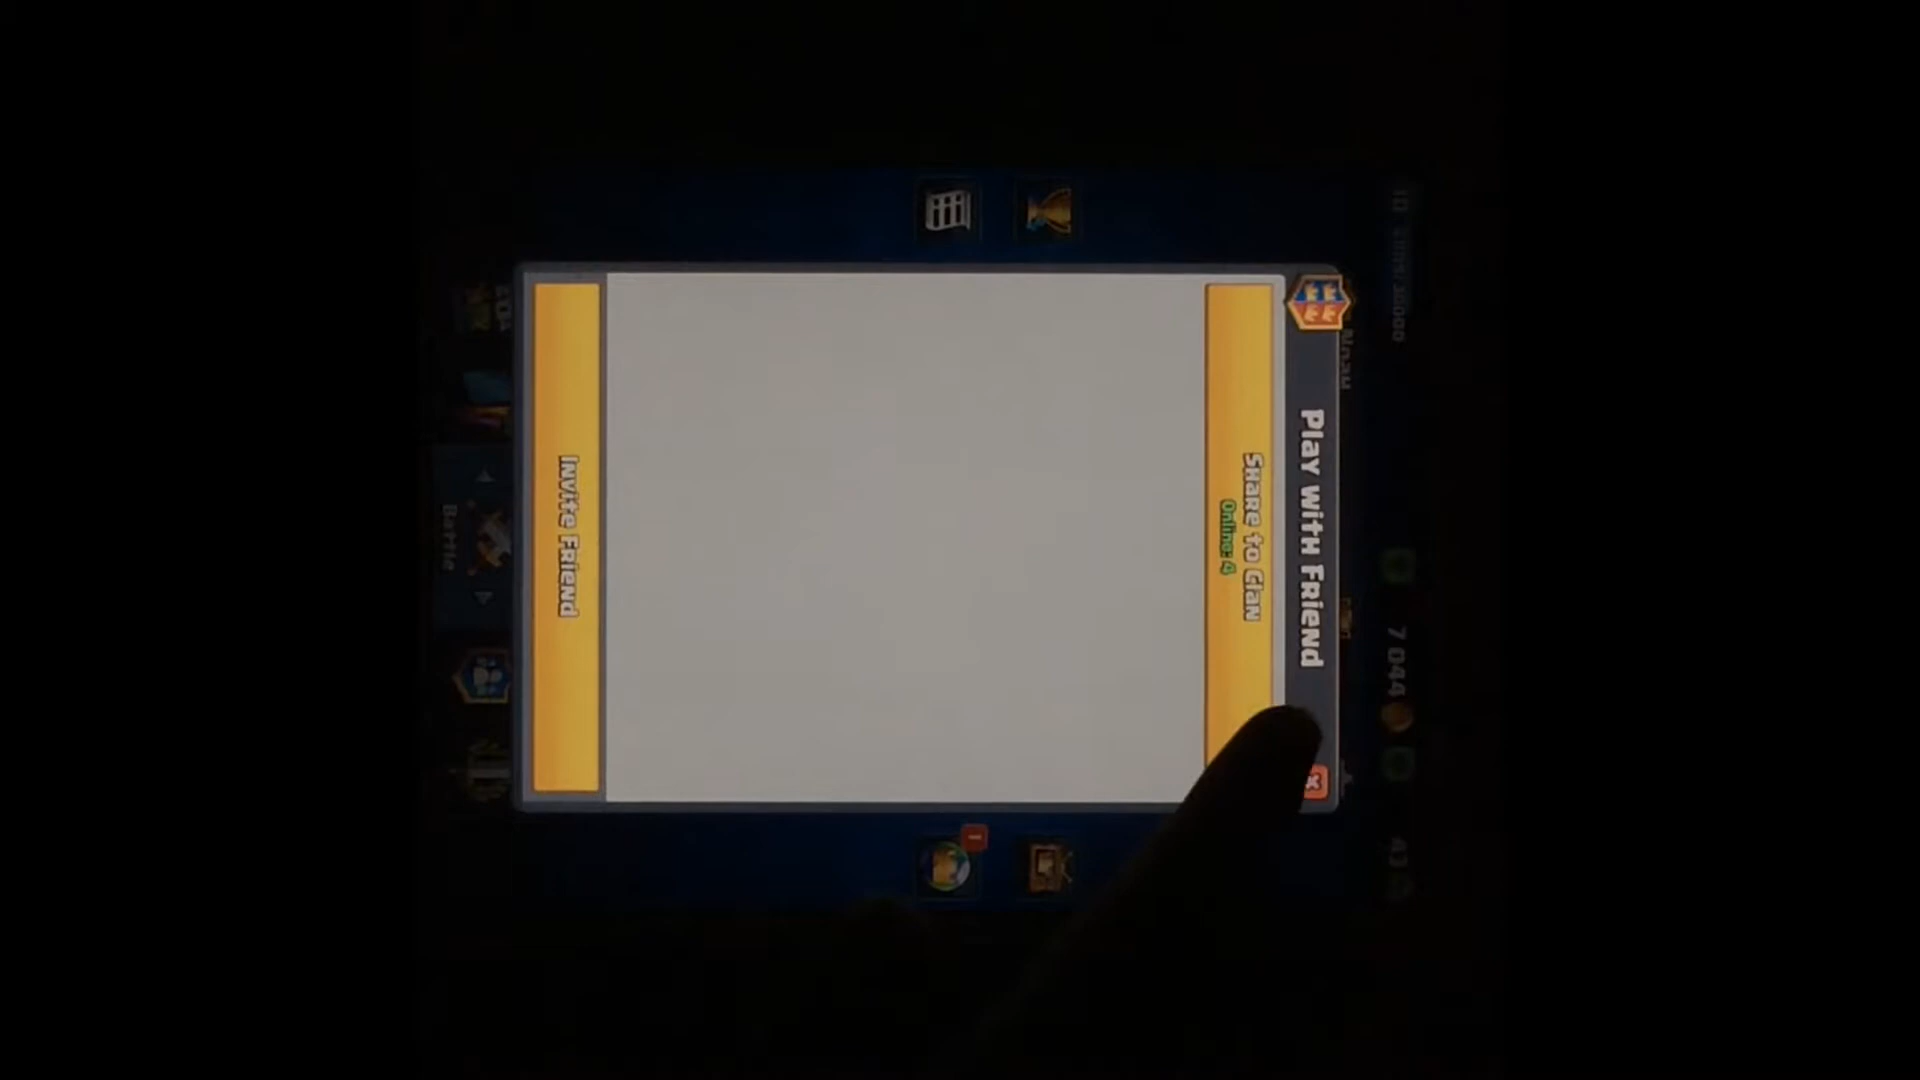 Play with Friend
Share to Clan
Online: 4
Invite Friend
7 044
Battle